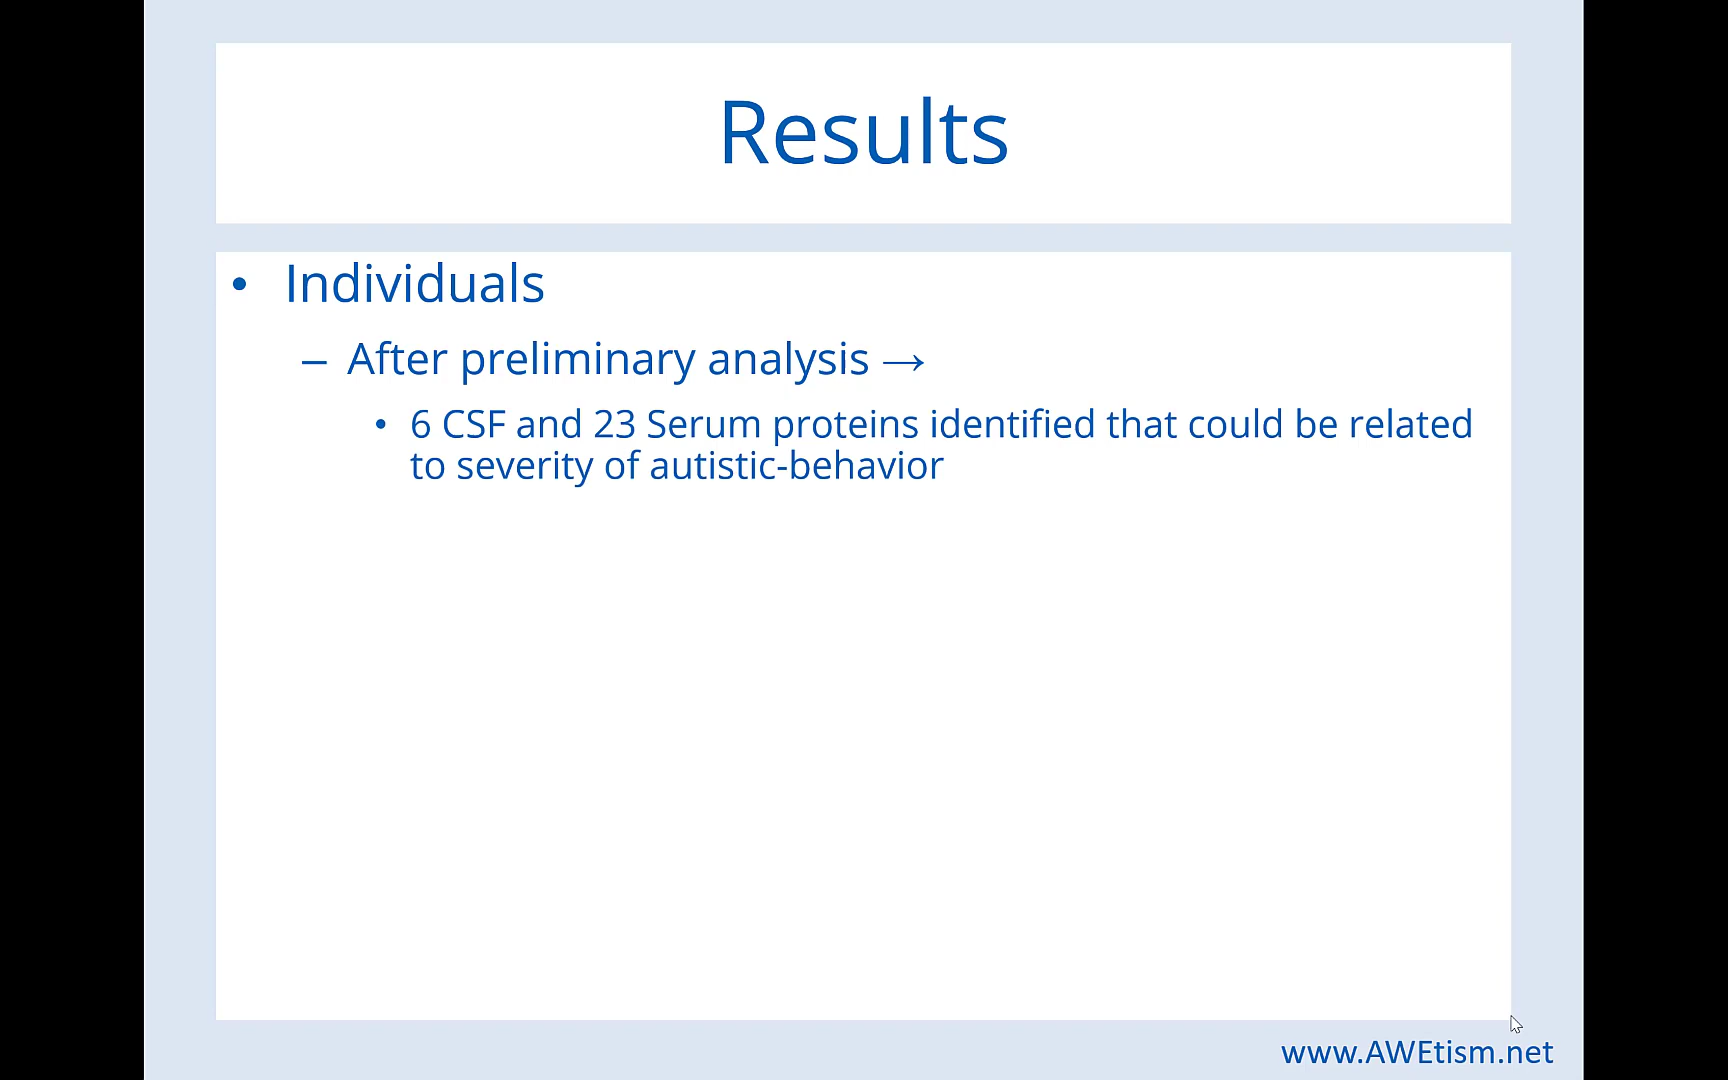 Results
• Individuals
– After preliminary analysis →
• 6 CSF and 23 Serum proteins identified that could be related
to severity of autistic-behavior
www.AWEtism.net